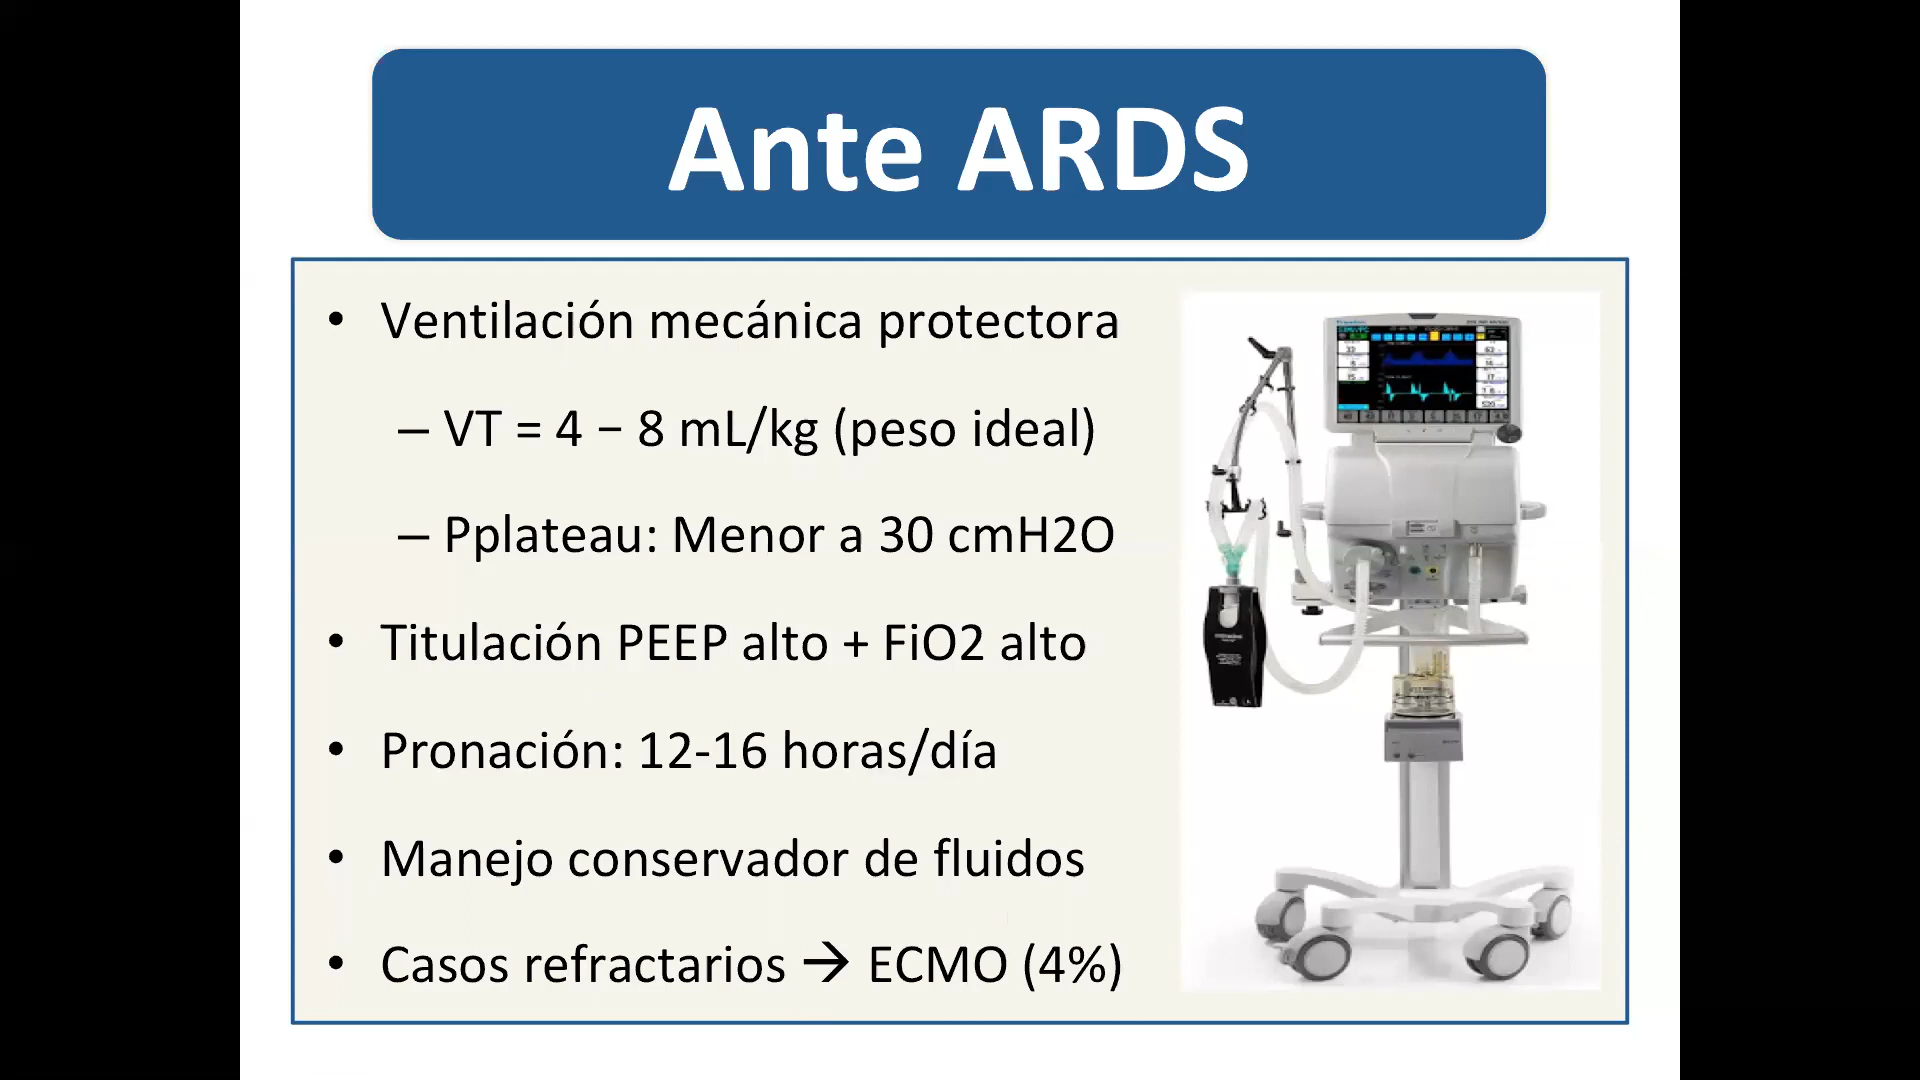 Ante ARDS
• Ventilación mecánica protectora
– VT = 4 − 8 mL/kg (peso ideal)
– Pplateau: Menor a 30 cmH2O
• Titulación PEEP alto + FiO2 alto
• Pronación: 12-16 horas/día
• Manejo conservador de fluidos
• Casos refractarios → ECMO (4%)